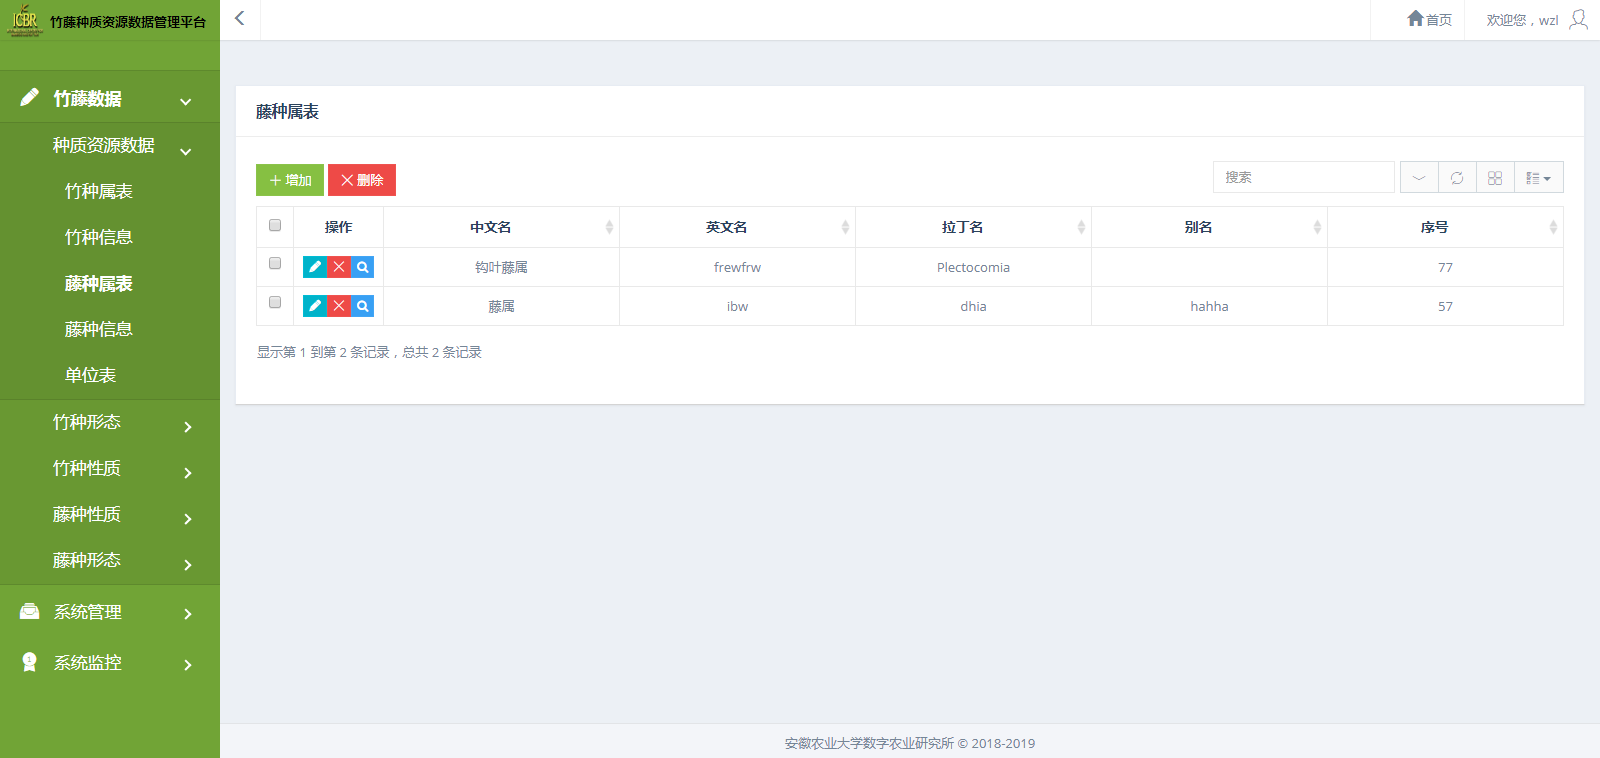 ICBR 竹藤种质资源数据管理平台
首页
欢迎您，wzl
竹藤数据
种质资源数据
竹种属表
竹种信息
藤种属表
藤种信息
单位表
竹种形态
竹种性质
藤种性质
藤种形态
系统管理
系统监控
藤种属表
增加 删除
搜索
操作 中文名 英文名 拉丁名 别名 序号
钩叶藤属 frewfrw Plectocomia 77
藤属 ibw dhia hahha 57
显示第 1 到第 2 条记录，总共 2 条记录
安徽农业大学数字农业研究所 © 2018-2019